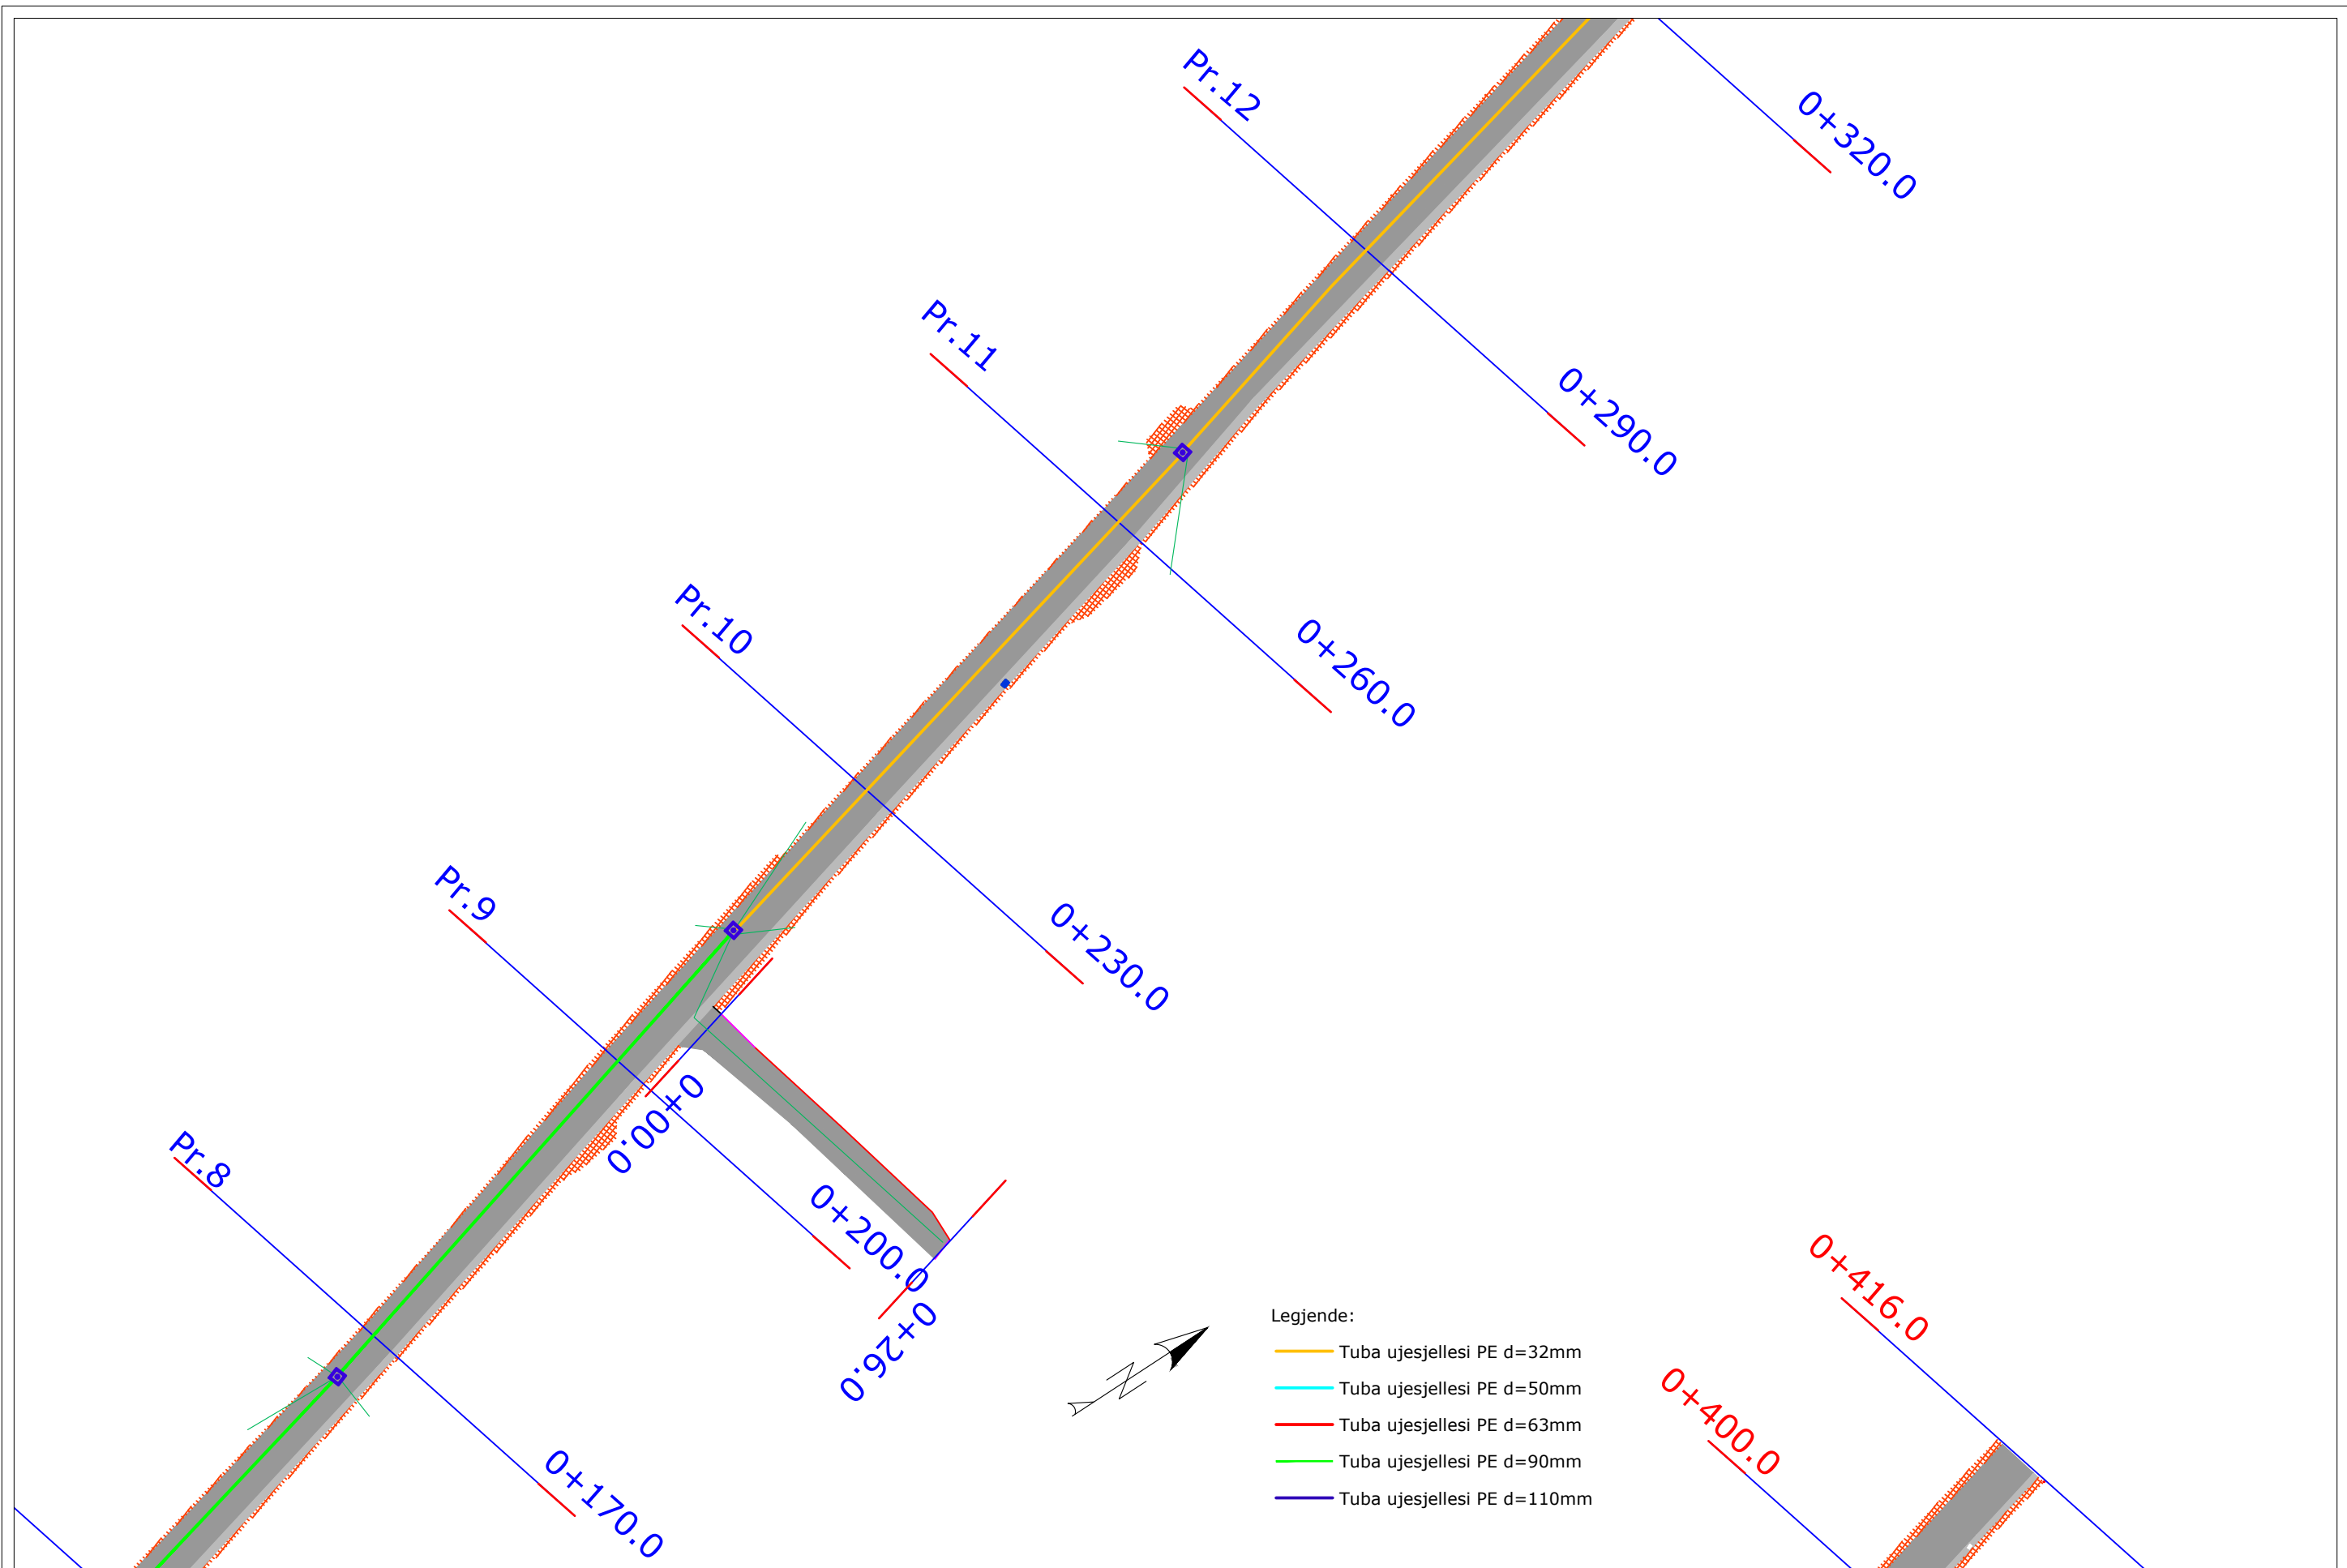 Pr.12
0+320.0
Pr.11
0+290.0
Pr.10
0+260.0
Pr.9
0+230.0
0+00.0
Pr.8
0+200.0
0+26.0
0+170.0
N
Legjende:
Tuba ujesjellesi PE d=32mm
Tuba ujesjellesi PE d=50mm
Tuba ujesjellesi PE d=63mm
Tuba ujesjellesi PE d=90mm
Tuba ujesjellesi PE d=110mm
0+416.0
0+400.0